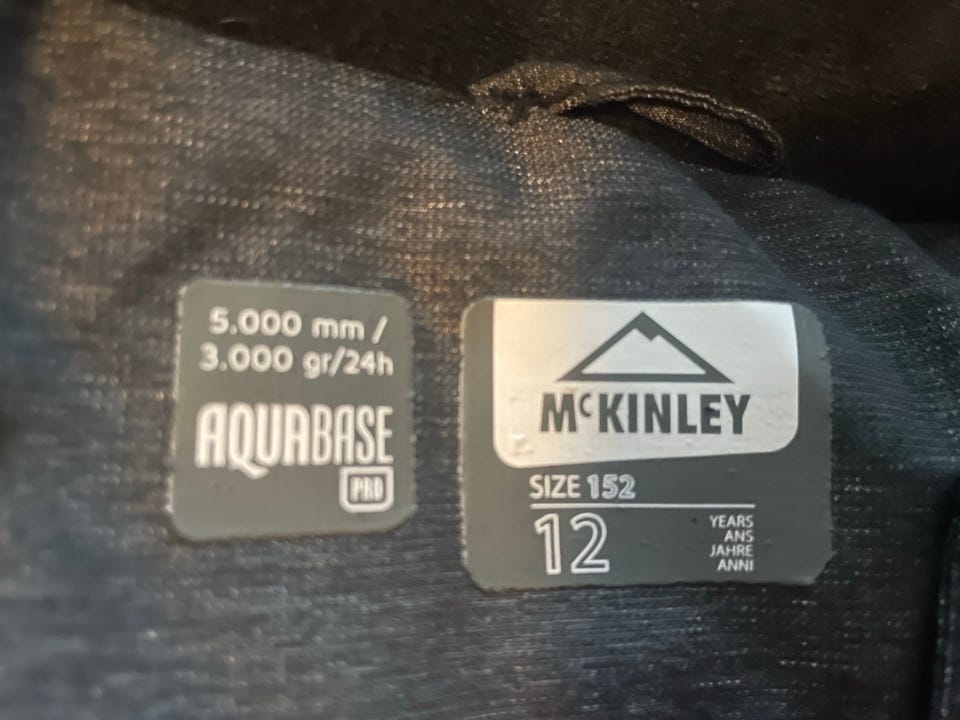 5.000 mm /
3.000 gr/24h
AQUABASE
PRO
McKINLEY
SIZE 152
12
YEARS
ANS
JAHRE
ANNI